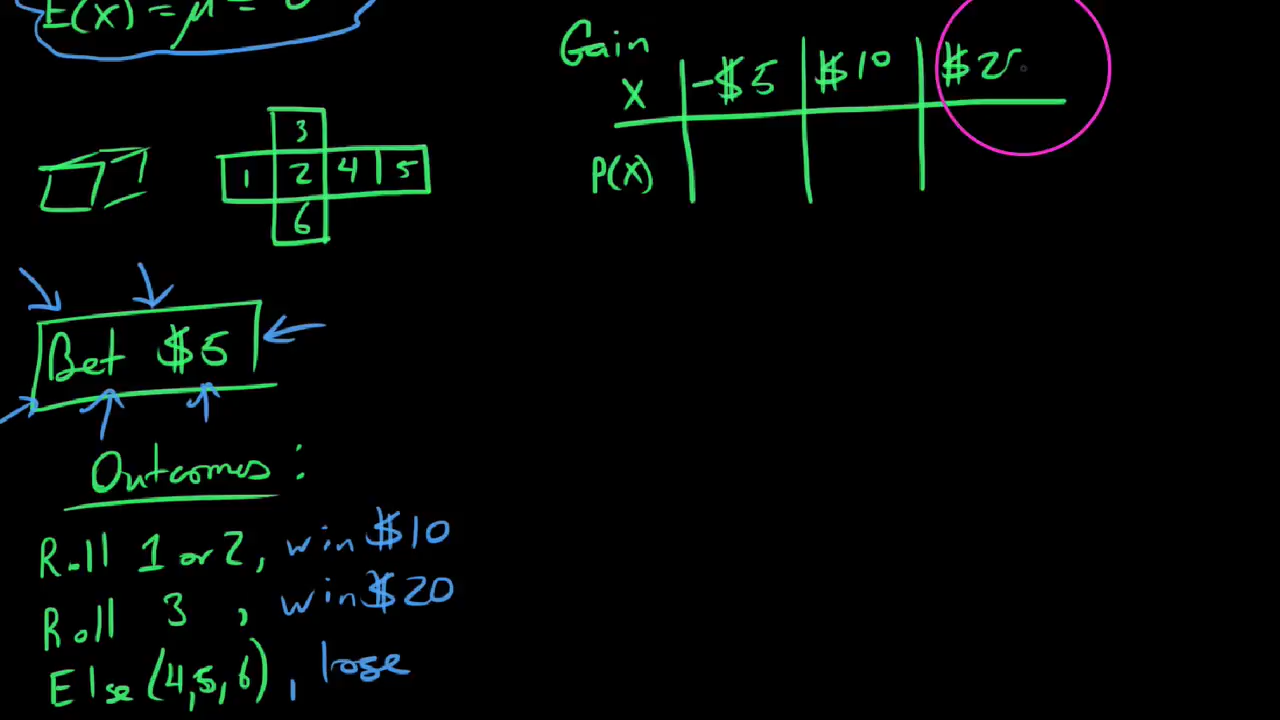 E(x) = μ =
Gain
X -$5 $10 $20
P(X)
3
1 2 4 5
6
Bet $5
Outcomes:
Roll 1 or 2, win $10
Roll 3, win $20
Else (4,5,6), lose